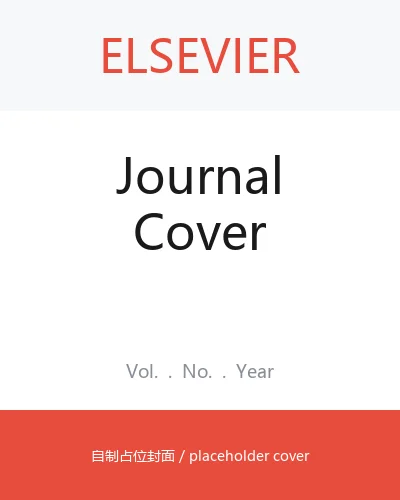 ELSEVIER
Journal
Cover
Vol. . No. . Year
自制占位封面 / placeholder cover